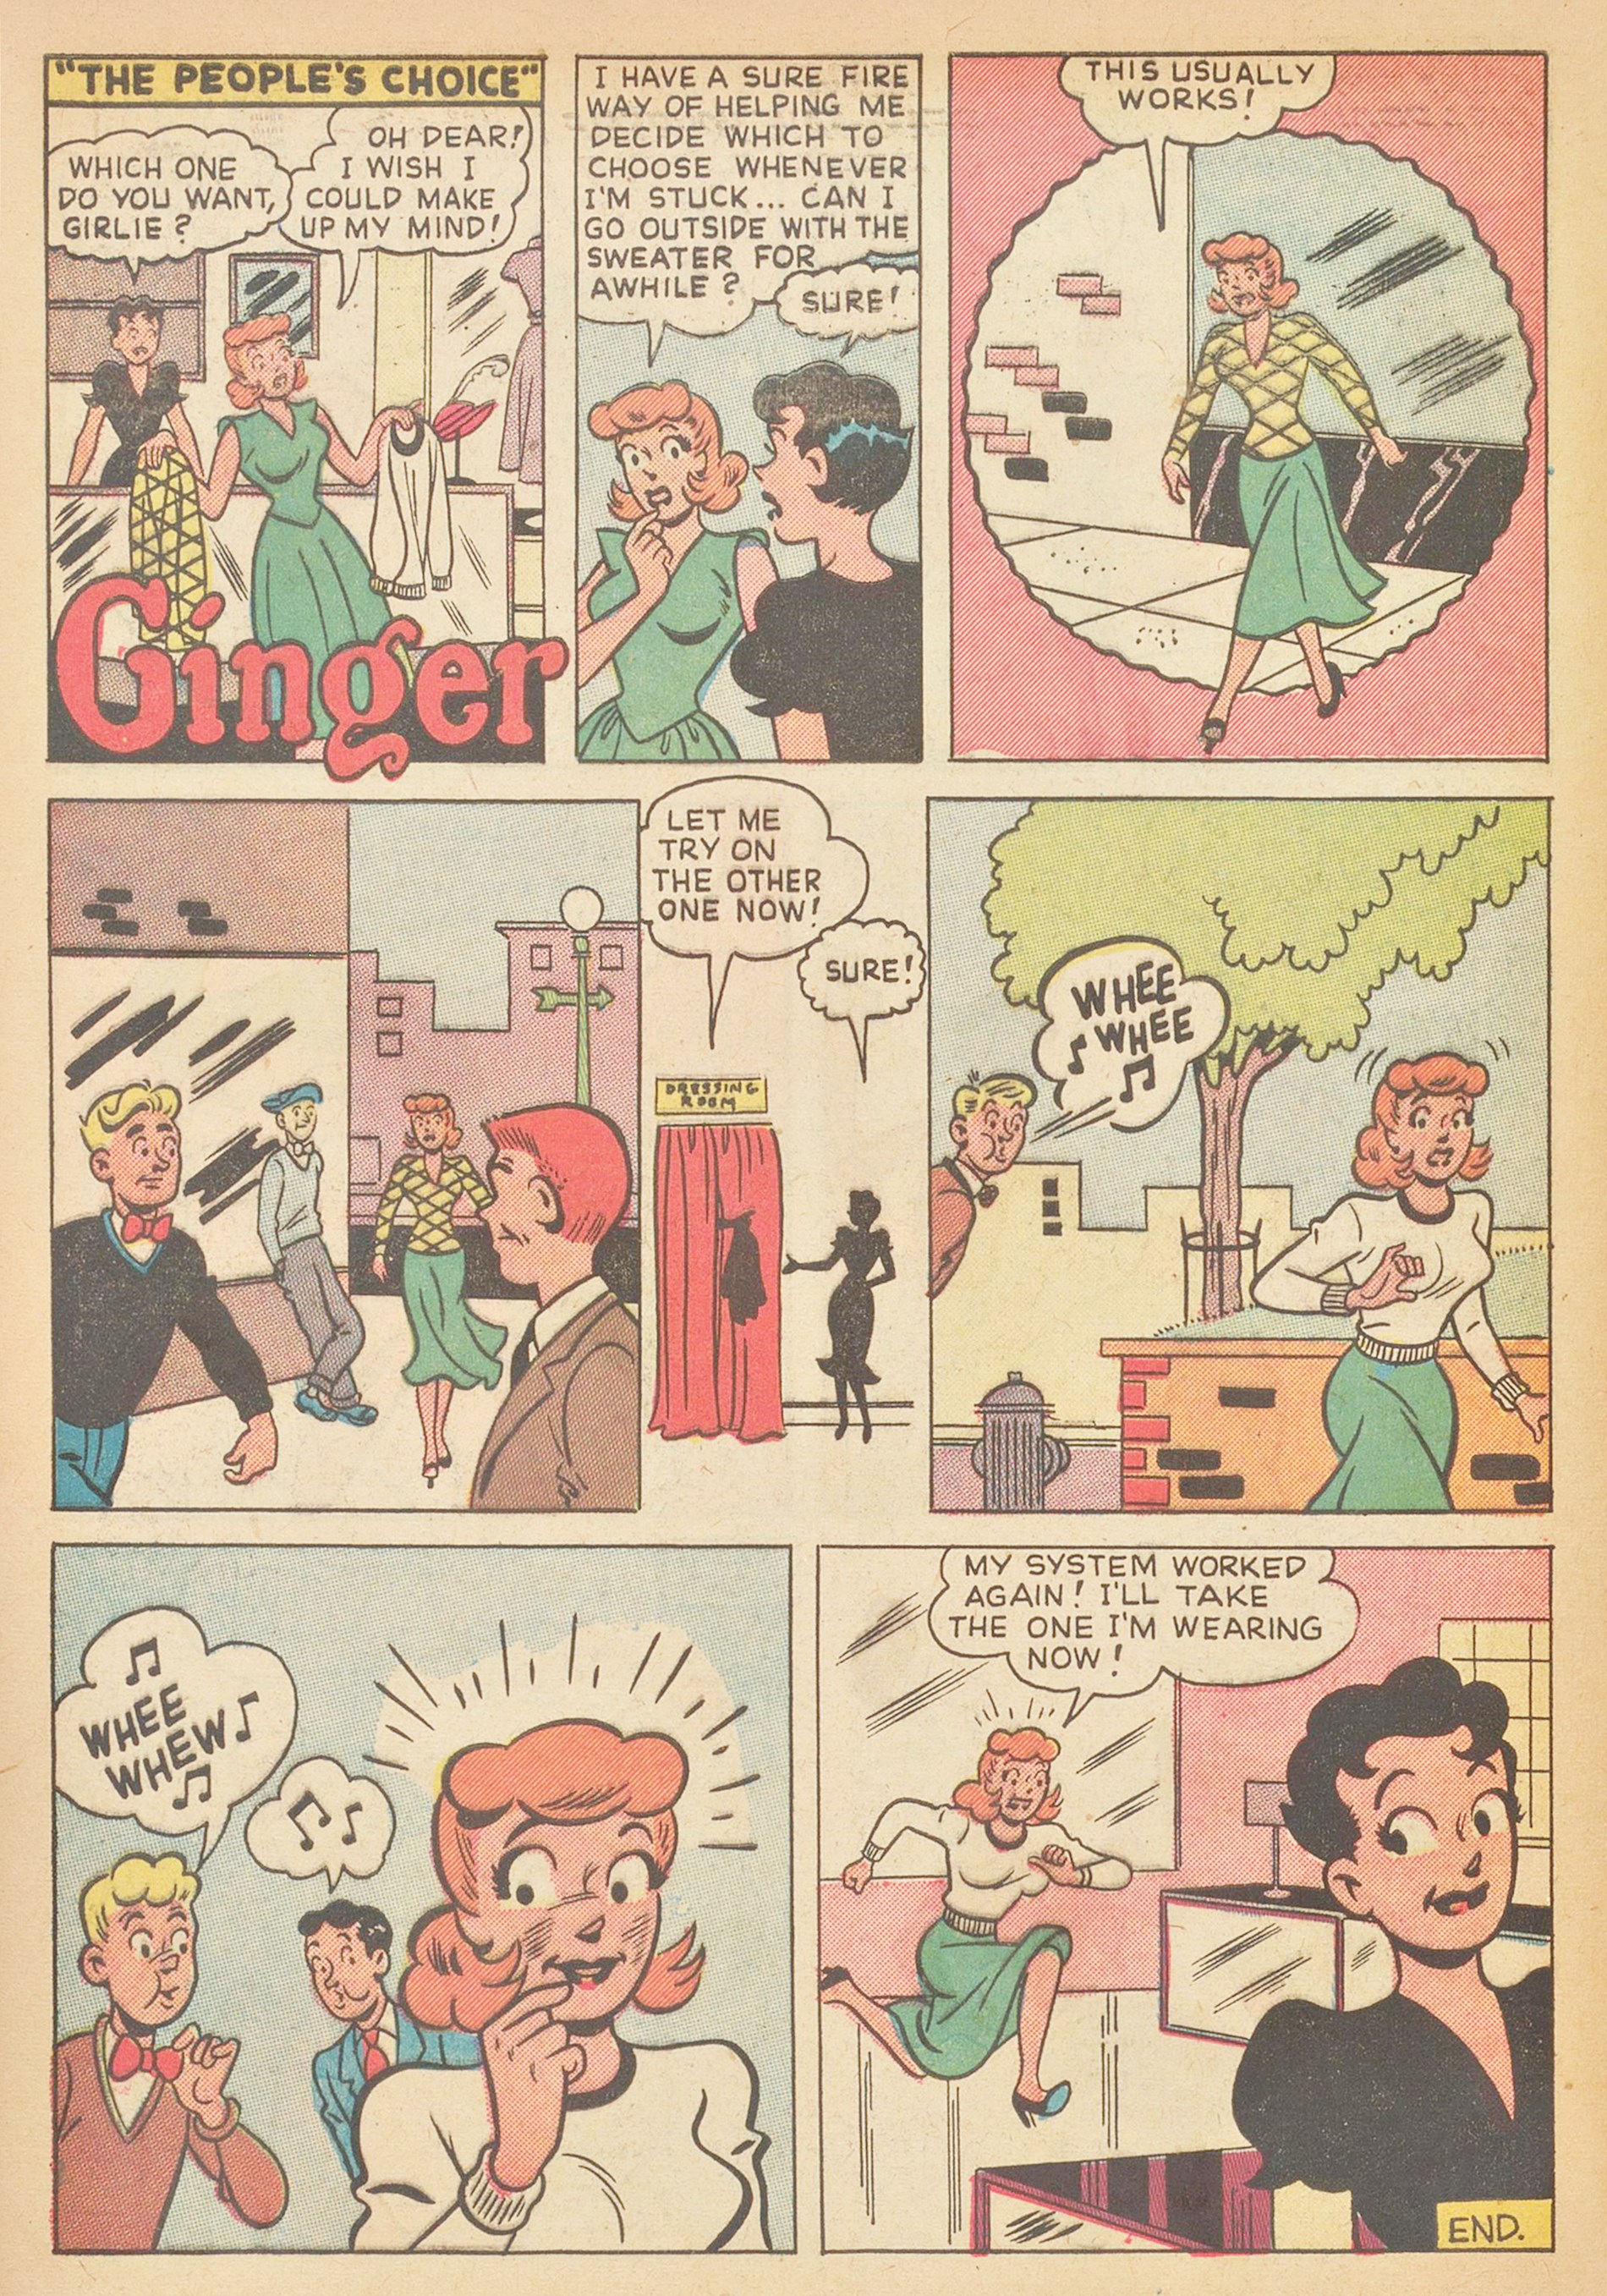 "THE PEOPLE'S CHOICE"
WHICH ONE
DO YOU WANT,
GIRLIE?
OH DEAR!
I WISH I
COULD MAKE
UP MY MIND!
Ginger
I HAVE A SURE FIRE
WAY OF HELPING ME
DECIDE WHICH TO
CHOOSE WHENEVER
I'M STUCK... CAN I
GO OUTSIDE WITH THE
SWEATER FOR
AWHILE?
SURE!
THIS USUALLY
WORKS!
LET ME
TRY ON
THE OTHER
ONE NOW!
SURE!
DRESSING
ROOM
WHEE
WHEE
WHEE
WHEW
MY SYSTEM WORKED
AGAIN! I'LL TAKE
THE ONE I'M WEARING
NOW!
END.